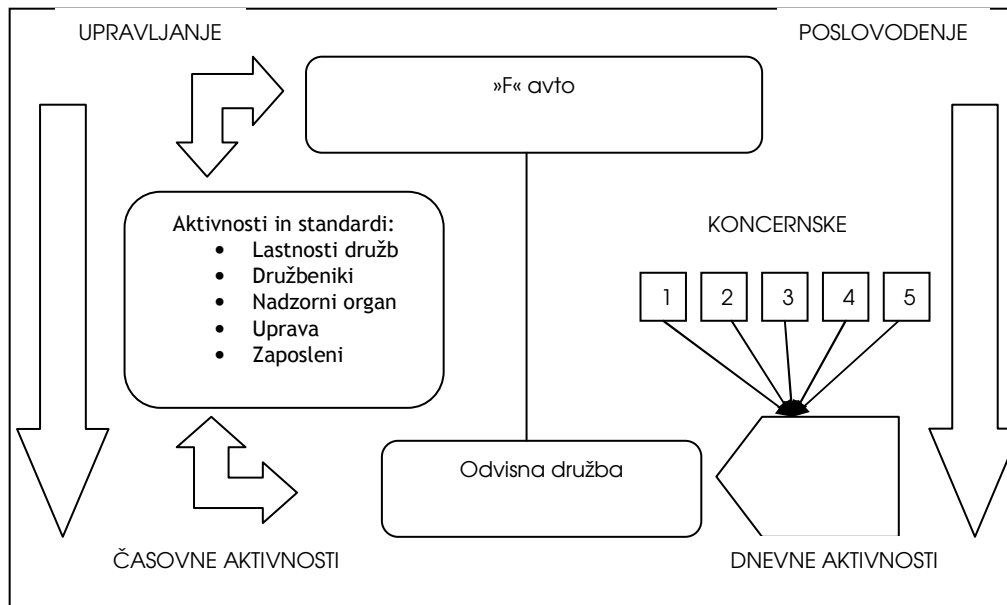 UPRAVLJANJE
POSLOVODENJE
»F« avto
Aktivnosti in standardi:
• Lastnosti družb
• Družbeniki
• Nadzorni organ
• Uprava
• Zaposleni
KONCERNSKE
1 2 3 4 5
Odvisna družba
ČASOVNE AKTIVNOSTI
DNEVNE AKTIVNOSTI